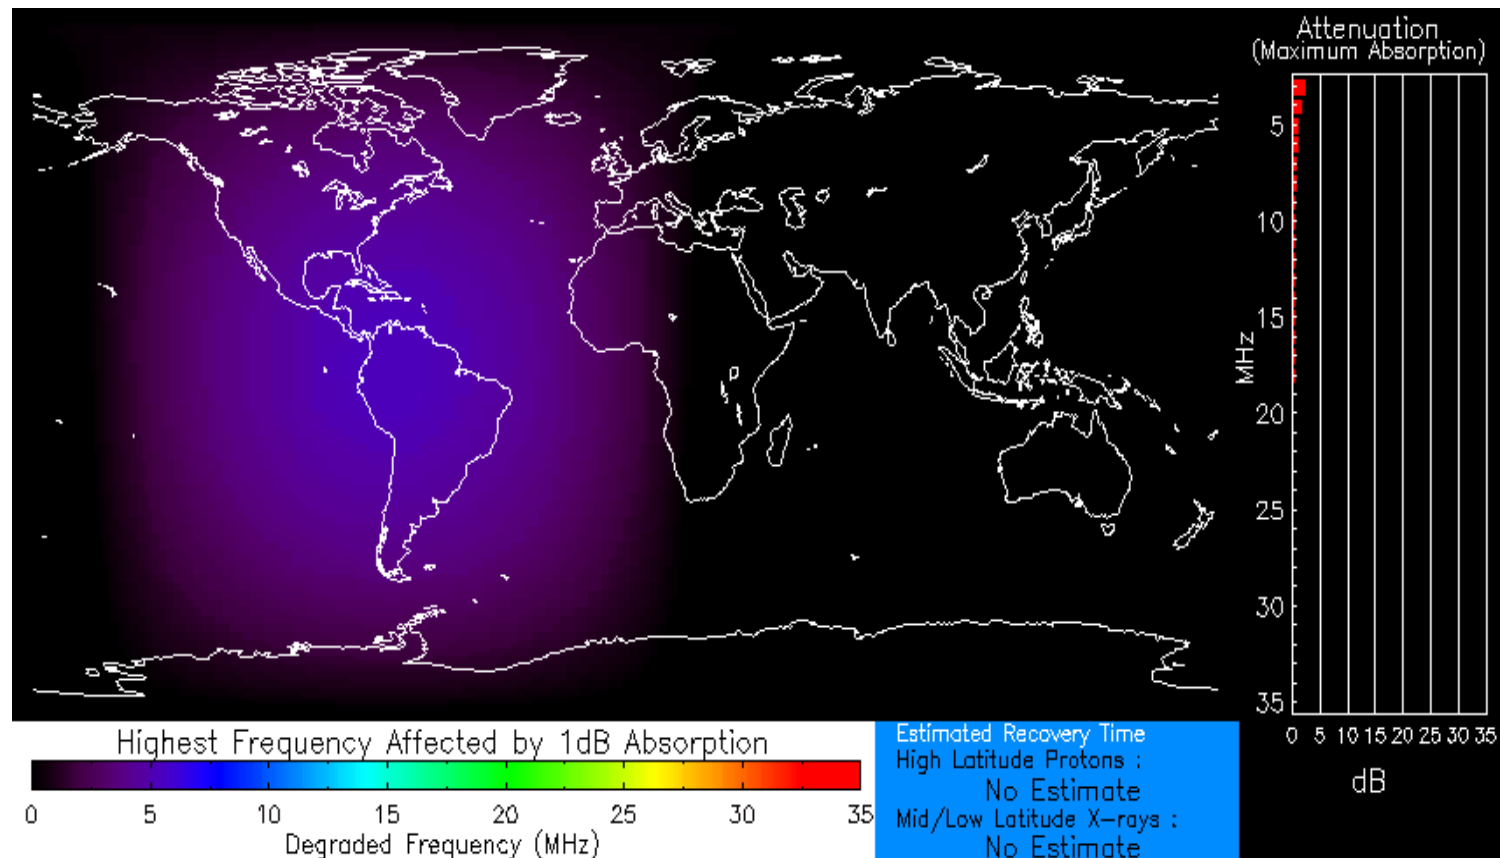 Attenuation
(Maximum Absorption)
5
10
15
MHz
20
25
30
35
0 5 10 15 20 25 30 35
dB
Highest Frequency Affected by 1dB Absorption
0 5 10 15 20 25 30 35
Degraded Frequency (MHz)
Estimated Recovery Time
High Latitude Protons :
No Estimate
Mid/Low Latitude X-rays :
No Estimate